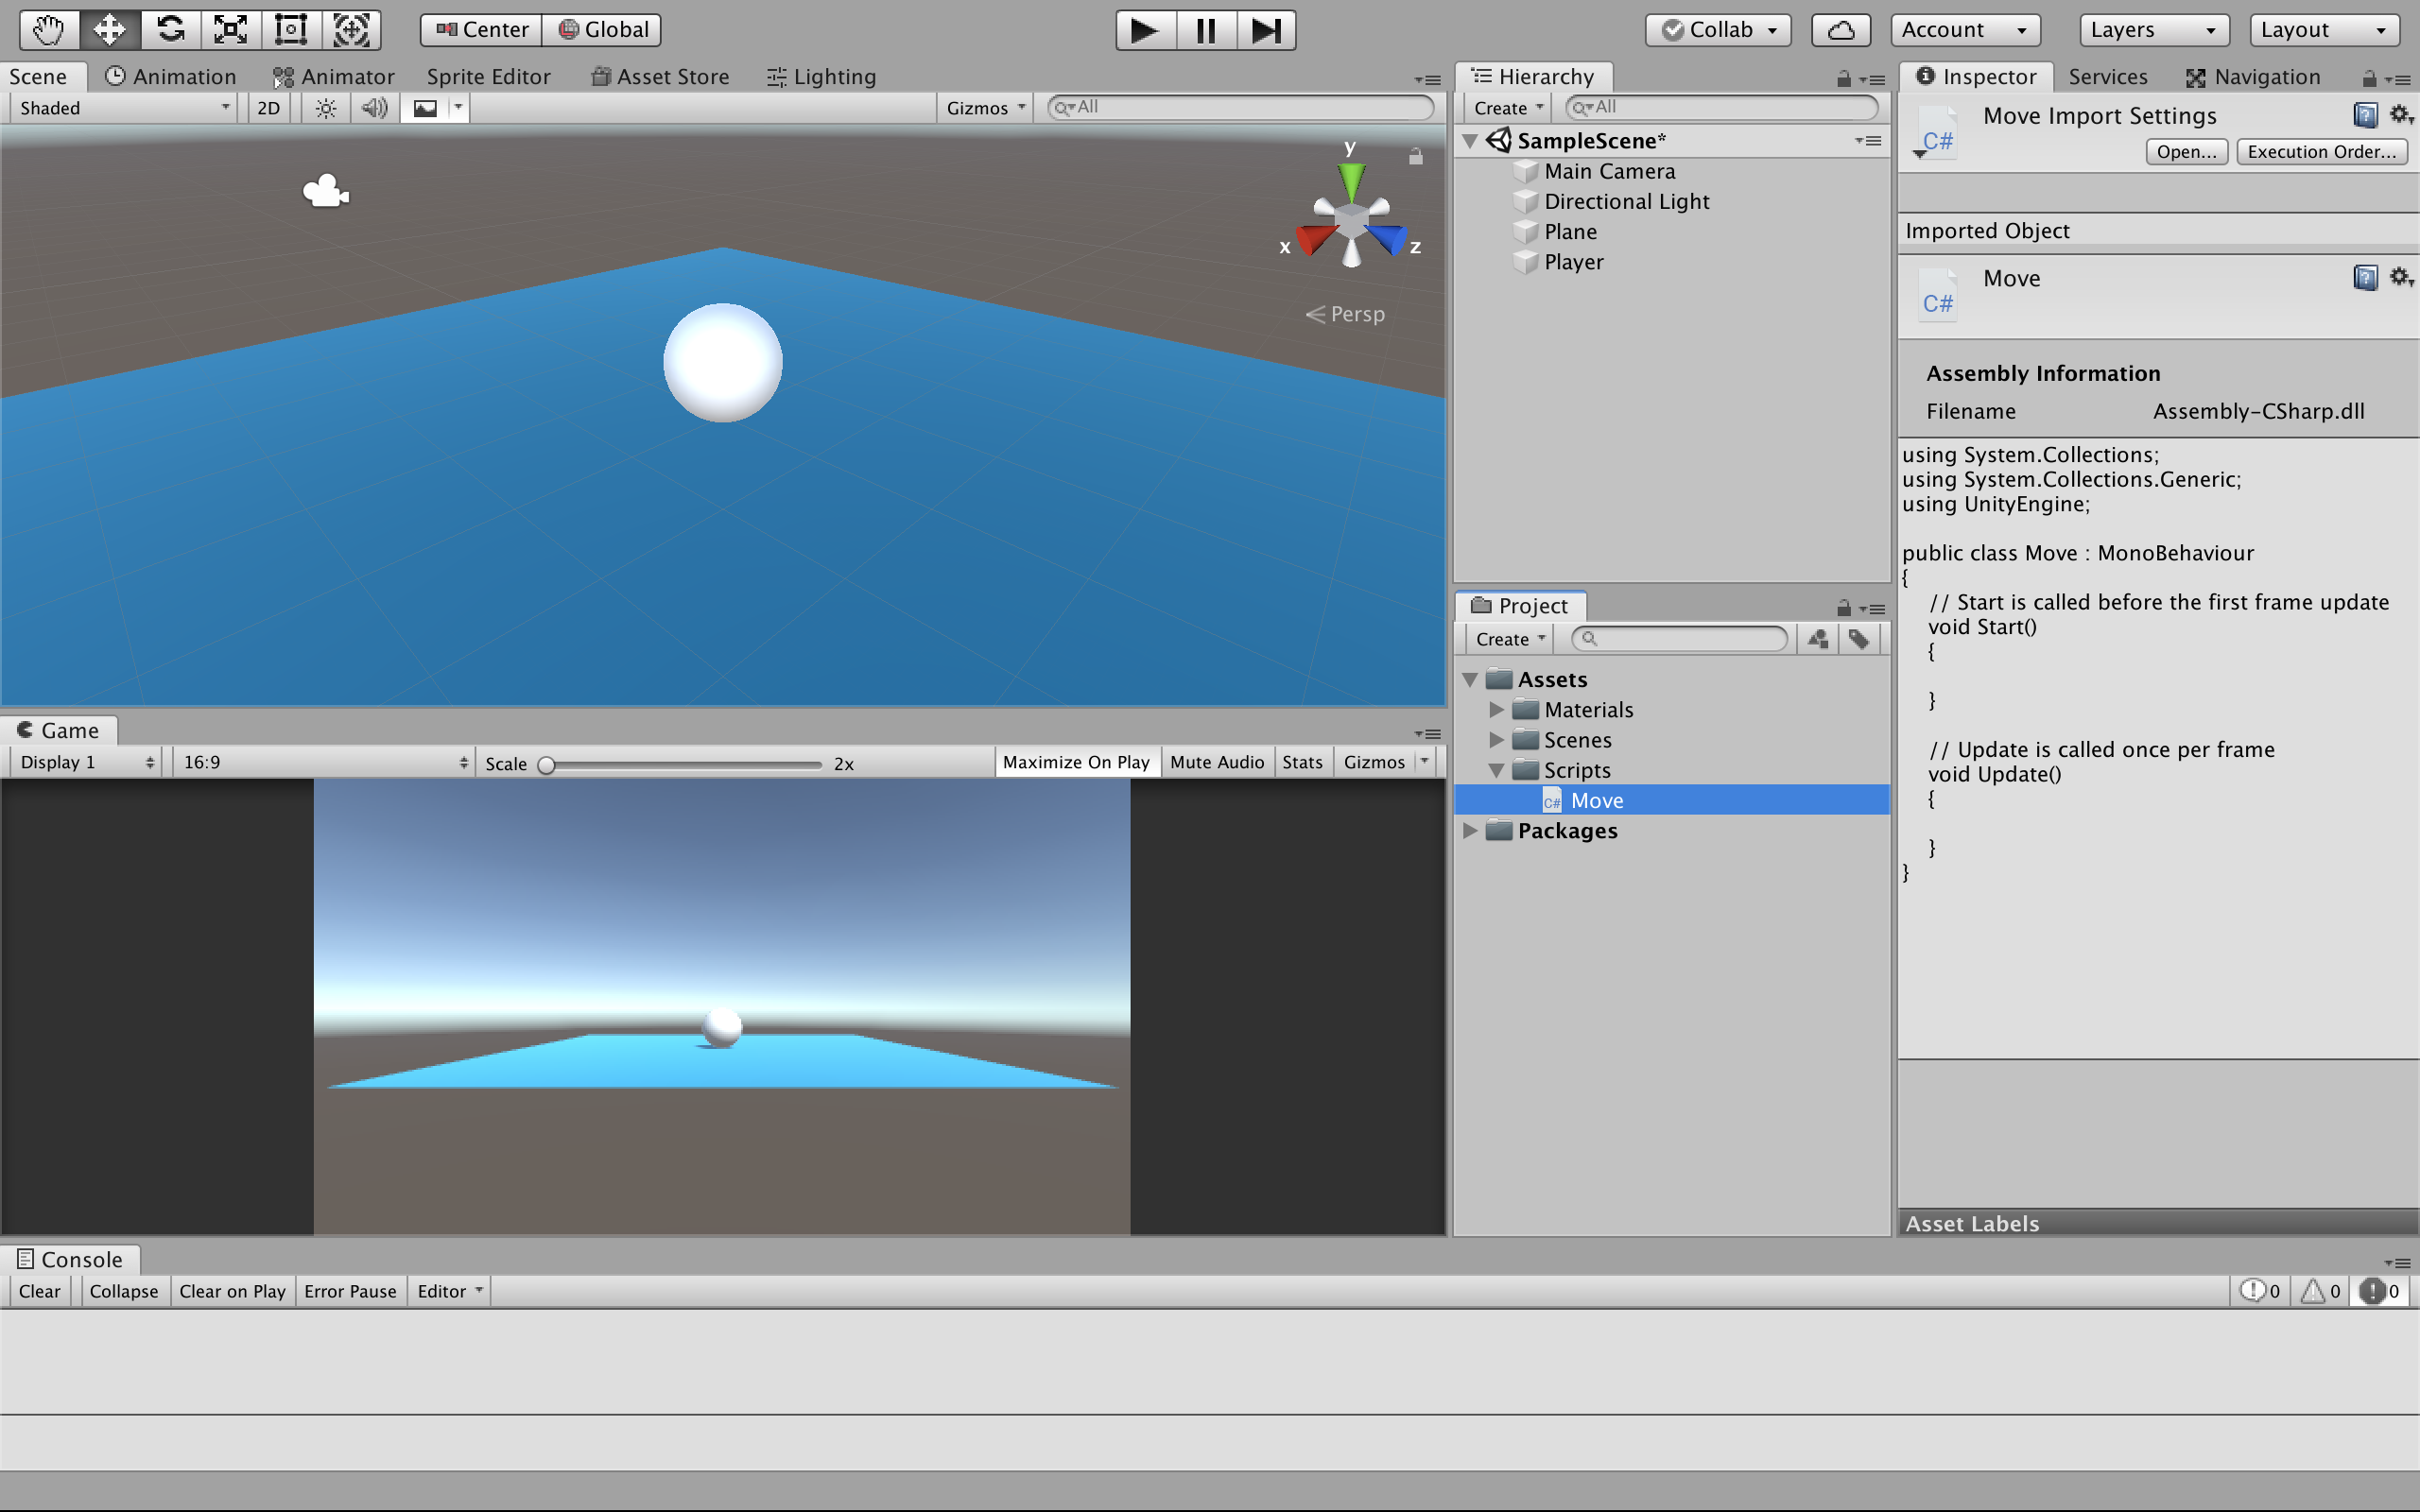 Center Global
Collab Account Layers Layout
Scene Animation Animator Sprite Editor Asset Store Lighting
Shaded 2D Gizmos All
y
x z
Persp
Game
Display 1 16:9 Scale 2x Maximize On Play Mute Audio Stats Gizmos
Hierarchy
Create All
SampleScene*
Main Camera
Directional Light
Plane
Player
Project
Create
Assets
Materials
Scenes
Scripts
C# Move
Packages
Inspector Services Navigation
C# Move Import Settings
Open... Execution Order...
Imported Object
C# Move
Assembly Information
Filename Assembly-CSharp.dll
using System.Collections;
using System.Collections.Generic;
using UnityEngine;
public class Move : MonoBehaviour
{
// Start is called before the first frame update
void Start()
{
}
// Update is called once per frame
void Update()
{
}
}
Asset Labels
Console
Clear Collapse Clear on Play Error Pause Editor 0 0 0